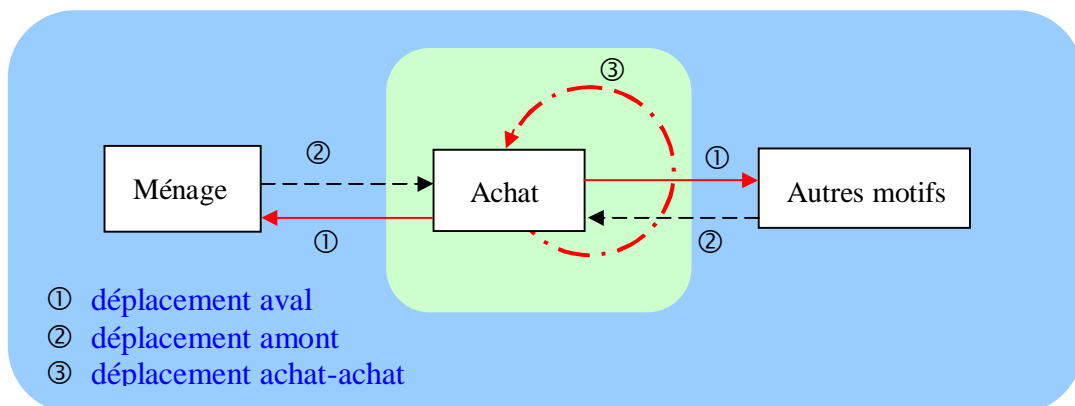 ③
② ①
Ménage Achat Autres motifs
① ②
① déplacement aval
② déplacement amont
③ déplacement achat-achat